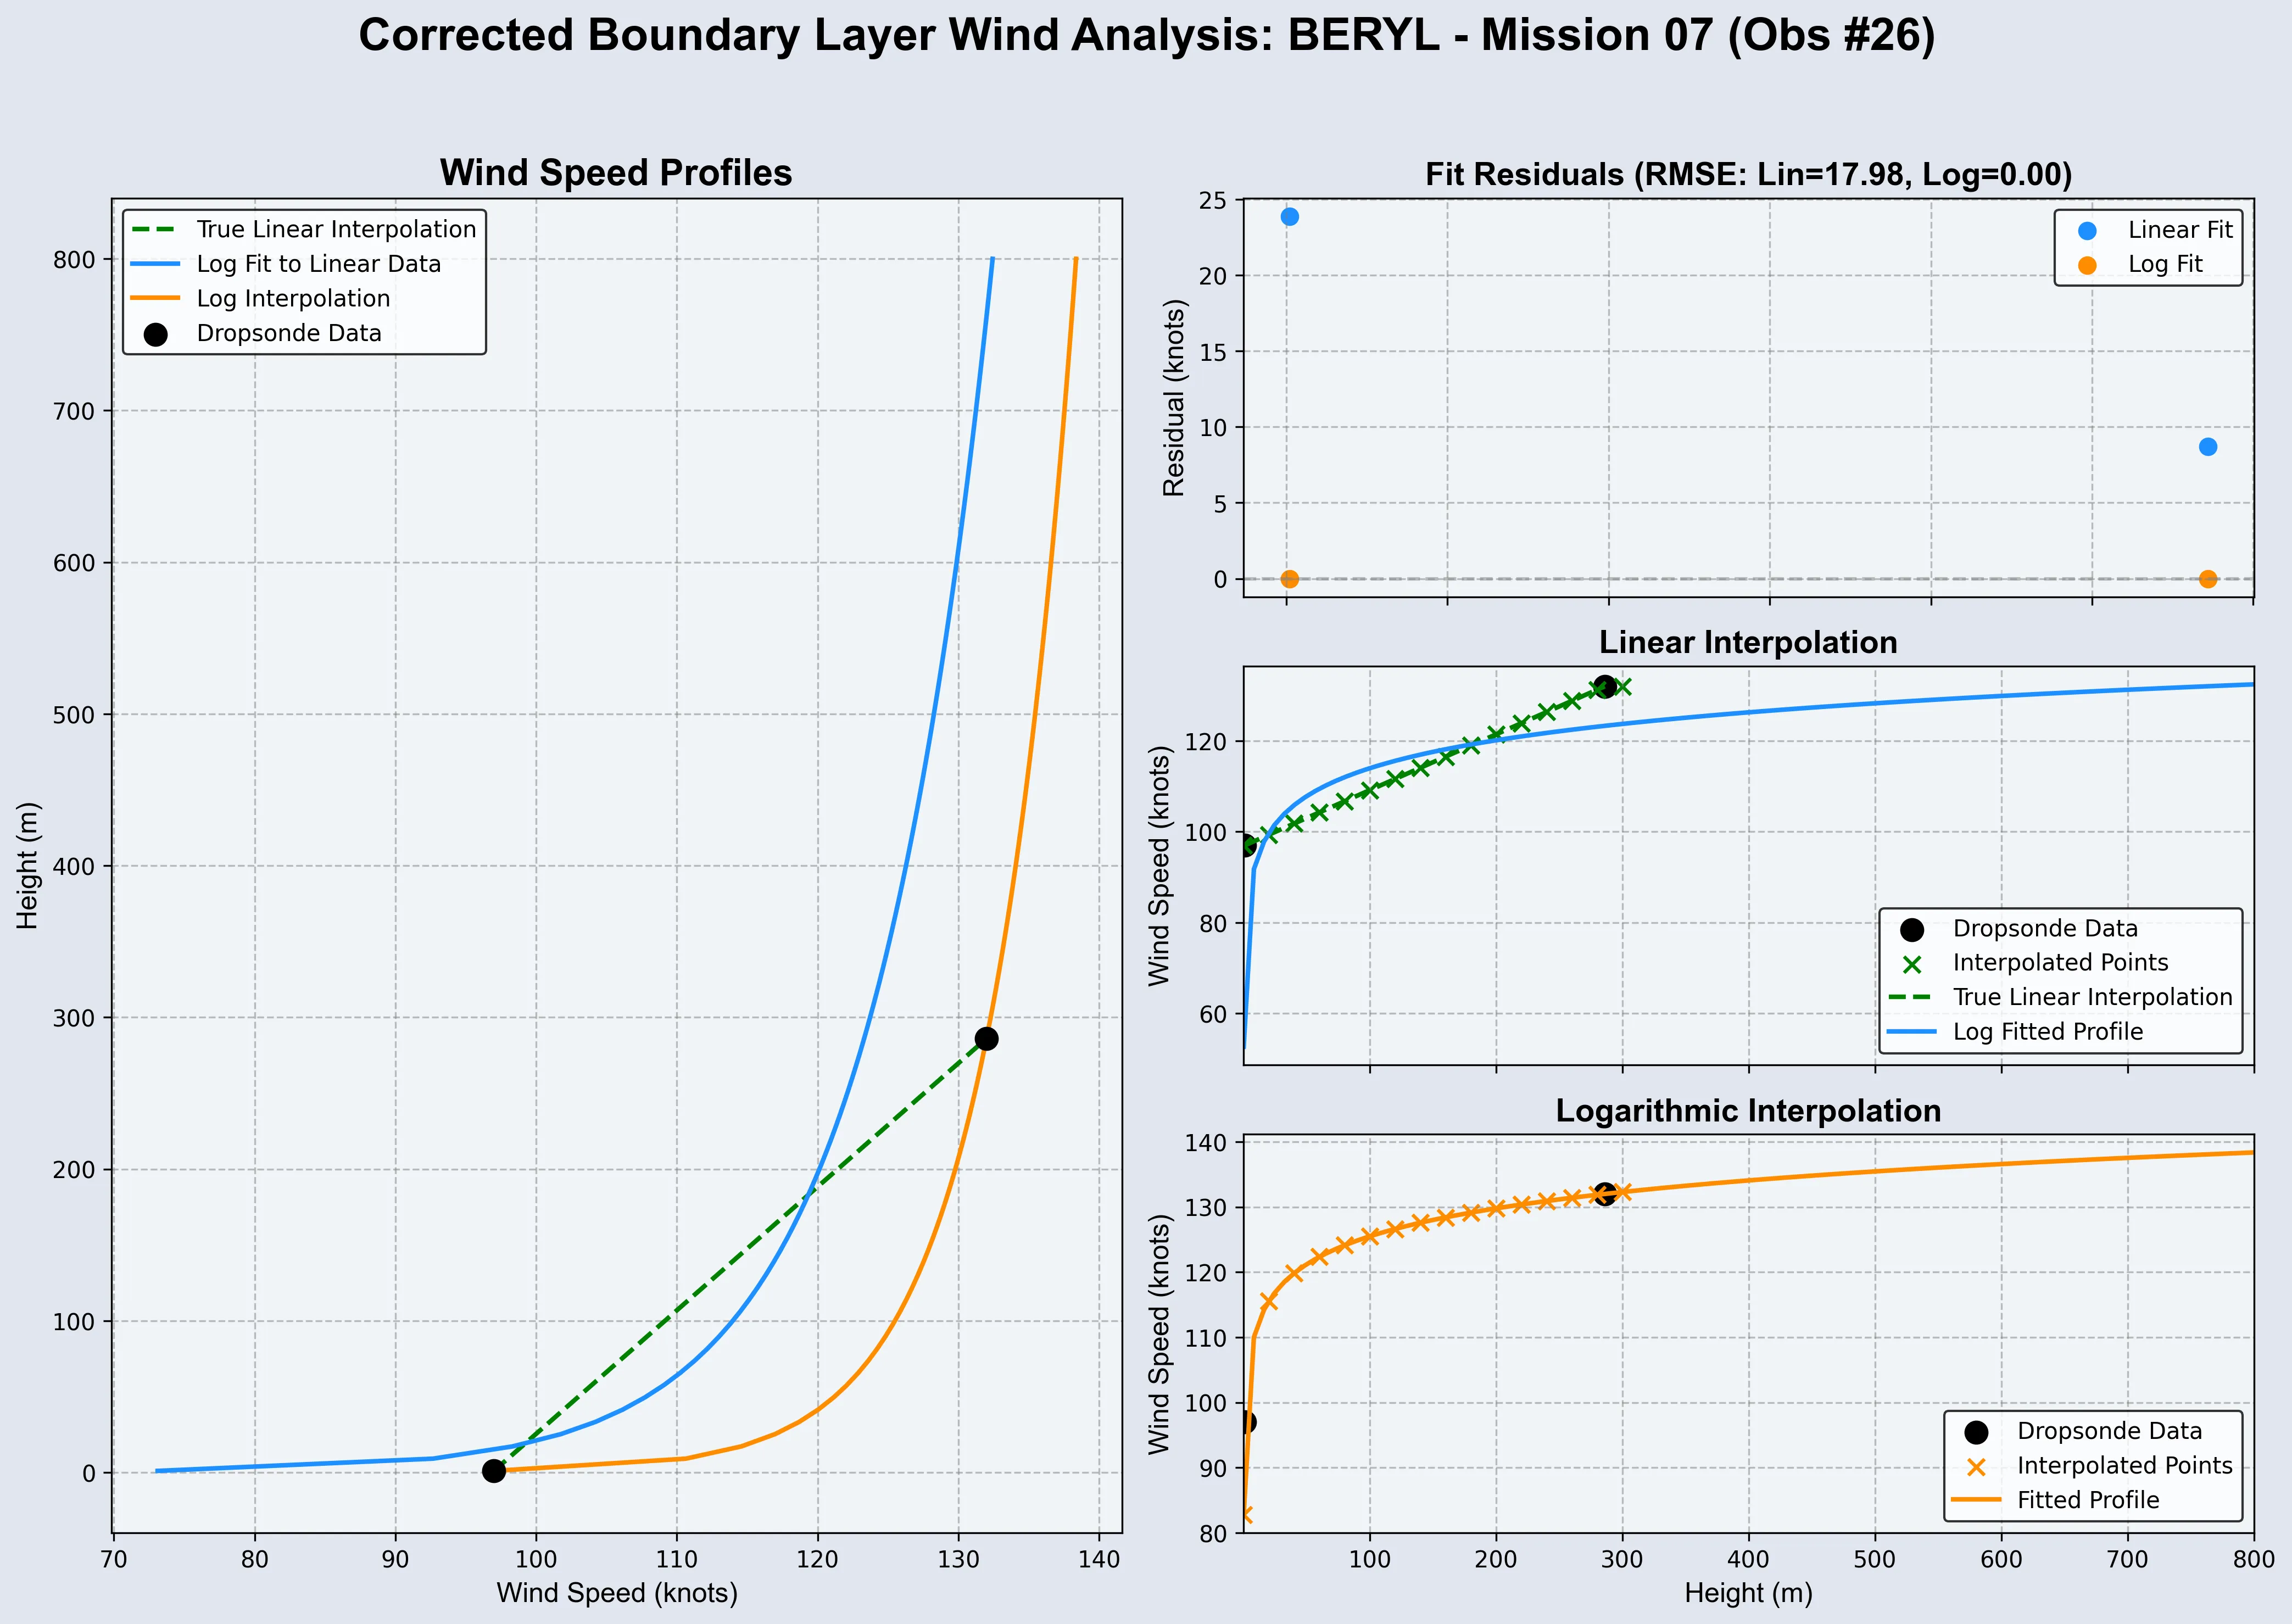 Corrected Boundary Layer Wind Analysis: BERYL - Mission 07 (Obs #26)
Wind Speed Profiles
True Linear Interpolation
Log Fit to Linear Data
Log Interpolation
Dropsonde Data
800
700
600
500
400
300
200
100
0
Height (m)
70 80 90 100 110 120 130 140
Wind Speed (knots)
Fit Residuals (RMSE: Lin=17.98, Log=0.00)
Linear Fit
Log Fit
25
20
15
10
5
0
Residual (knots)
Linear Interpolation
120
100
80
60
Wind Speed (knots)
Dropsonde Data
Interpolated Points
True Linear Interpolation
Log Fitted Profile
Logarithmic Interpolation
140
130
120
110
100
90
80
Wind Speed (knots)
Dropsonde Data
Interpolated Points
Fitted Profile
100 200 300 400 500 600 700 800
Height (m)